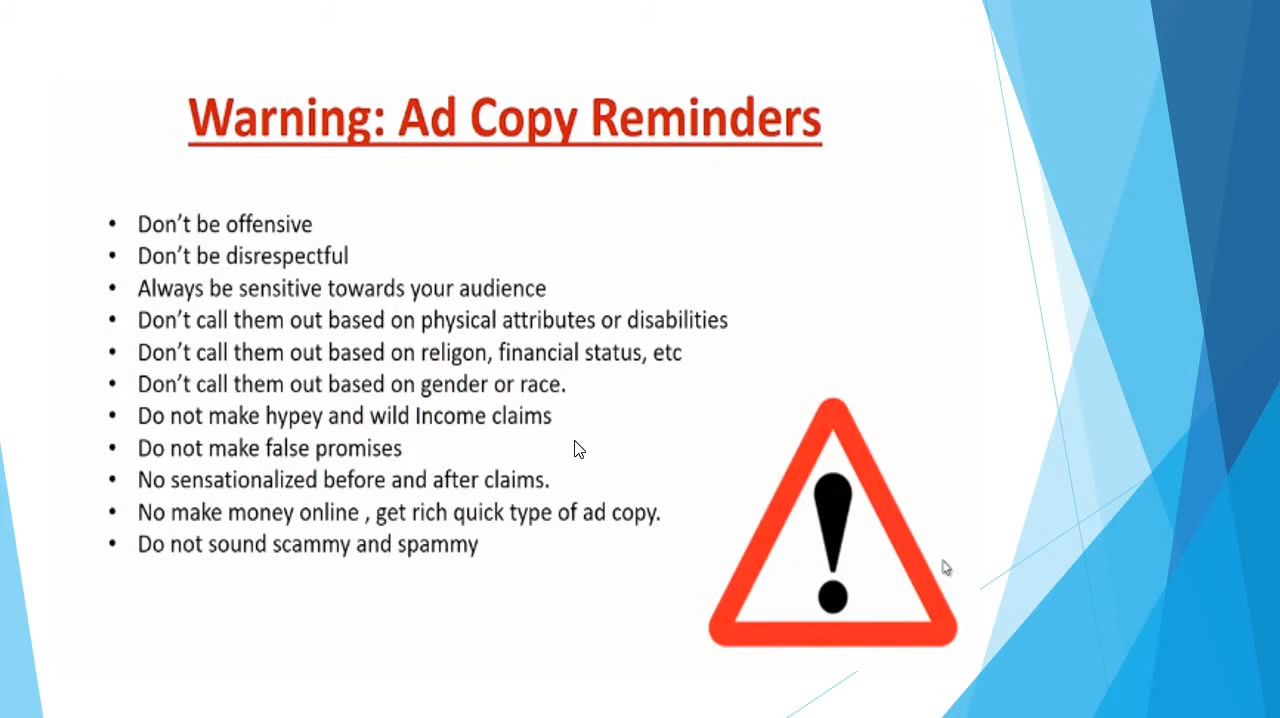 Warning: Ad Copy Reminders
• Don't be offensive
• Don't be disrespectful
• Always be sensitive towards your audience
• Don't call them out based on physical attributes or disabilities
• Don't call them out based on religon, financial status, etc
• Don't call them out based on gender or race.
• Do not make hypey and wild Income claims
• Do not make false promises
• No sensationalized before and after claims.
• No make money online , get rich quick type of ad copy.
• Do not sound scammy and spammy